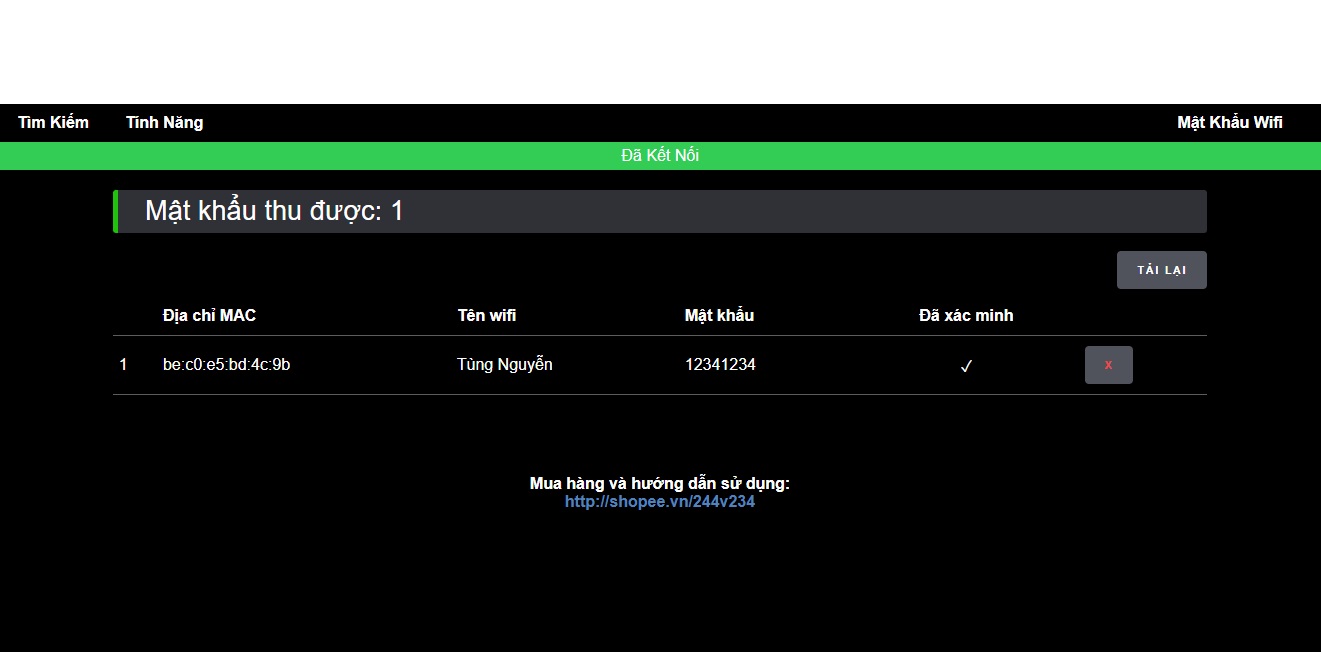 Tìm Kiếm Tính Năng Mật Khẩu Wifi
Đã Kết Nối
Mật khẩu thu được: 1
TẢI LẠI
Địa chỉ MAC Tên wifi Mật khẩu Đã xác minh
1 be:c0:e5:bd:4c:9b Tùng Nguyễn 12341234 ✓ x
Mua hàng và hướng dẫn sử dụng:
http://shopee.vn/244v234